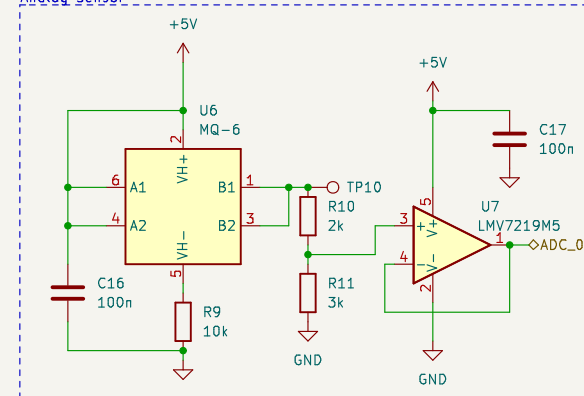 Analog Sensor
+5V
+5V
U6
MQ-6
2
VH+
6
A1
B1
1
TP10
4
A2
B2
3
VH-
5
R10
2k
R11
3k
GND
C16
100n
R9
10k
C17
100n
U7
LMV7219M5
5
V+
3
+
4
-
V-
2
1
ADC_0
GND